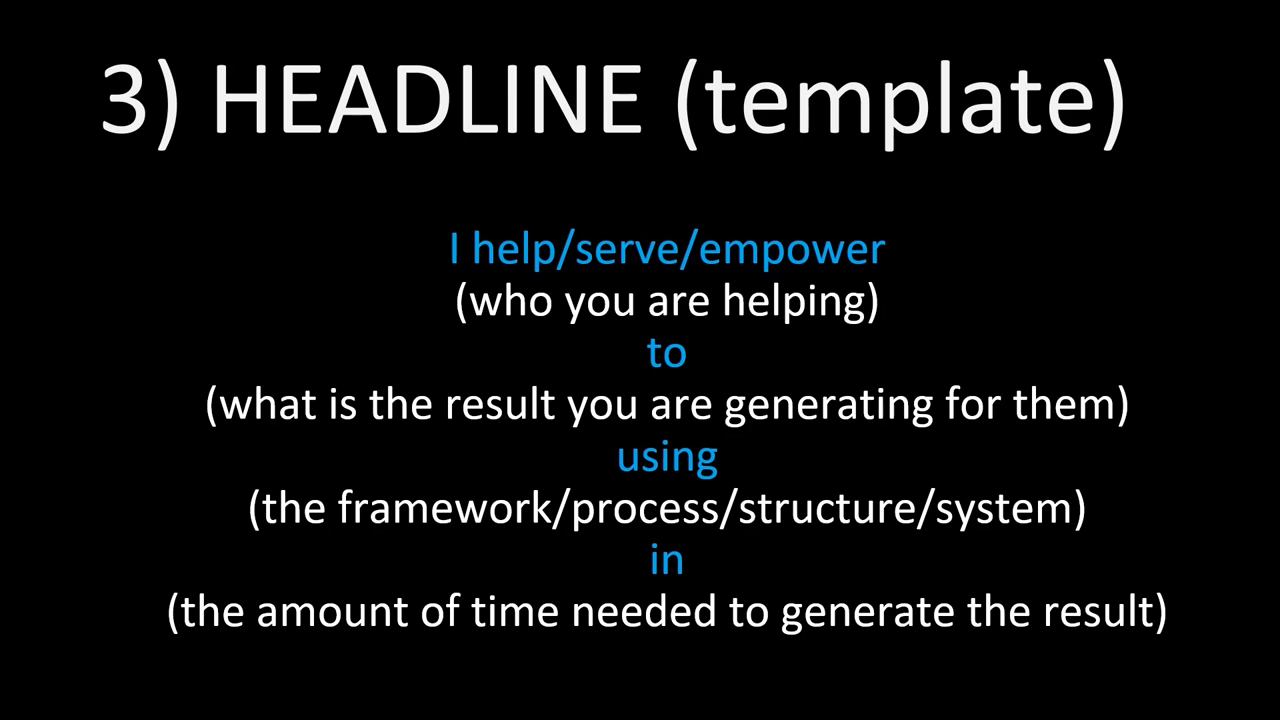 3) HEADLINE (template)
I help/serve/empower
(who you are helping)
to
(what is the result you are generating for them)
using
(the framework/process/structure/system)
in
(the amount of time needed to generate the result)